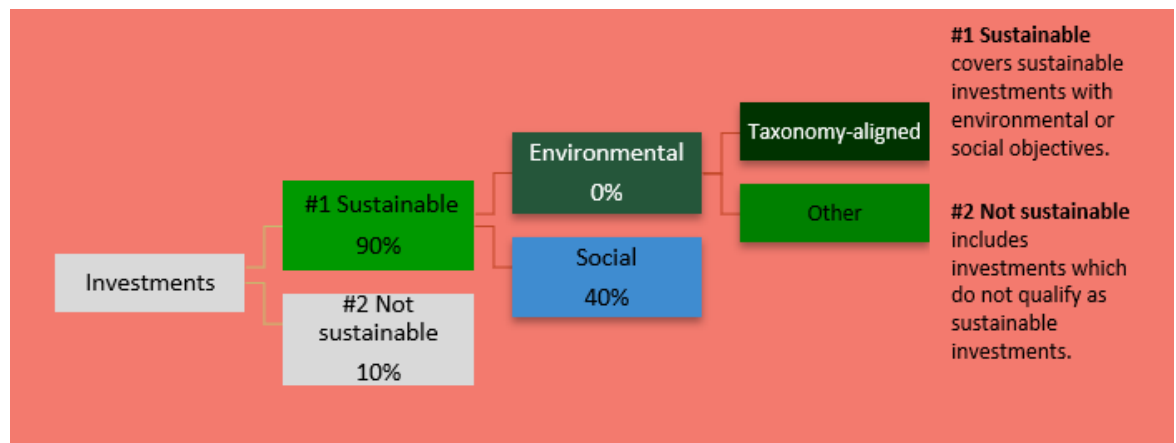 Investments
#1 Sustainable
90%
#2 Not
sustainable
10%
Environmental
0%
Social
40%
Taxonomy-aligned
Other
#1 Sustainable
covers sustainable
investments with
environmental or
social objectives.
#2 Not sustainable
includes
investments which
do not qualify as
sustainable
investments.